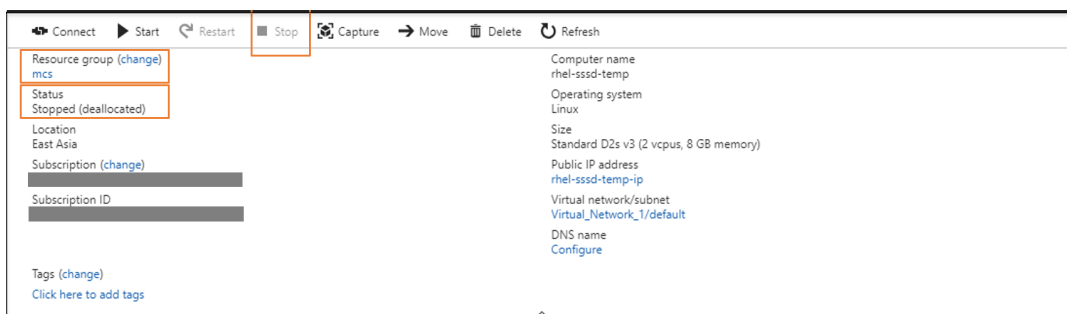 Connect Start Restart Stop Capture Move Delete Refresh
Resource group (change)
mcs
Status
Stopped (deallocated)
Location
East Asia
Subscription (change)
Subscription ID
Tags (change)
Click here to add tags
Computer name
rhel-sssd-temp
Operating system
Linux
Size
Standard D2s v3 (2 vcpus, 8 GB memory)
Public IP address
rhel-sssd-temp-ip
Virtual network/subnet
Virtual_Network_1/default
DNS name
Configure